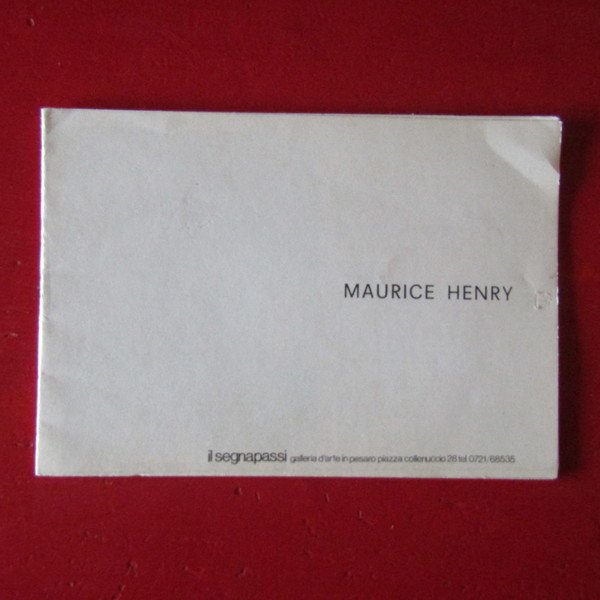 MAURICE HENRY
il segnapassi galleria d'arte in pesaro piazza collenuccio 28 tel. 0721/68535